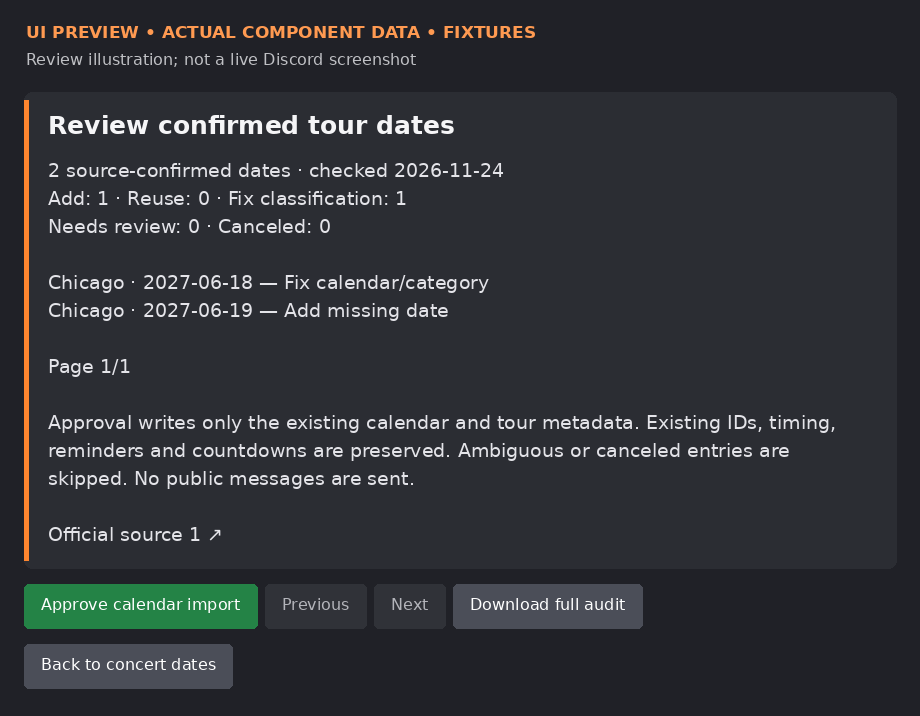 UI PREVIEW • ACTUAL COMPONENT DATA • FIXTURES
Review illustration; not a live Discord screenshot
Review confirmed tour dates
2 source-confirmed dates · checked 2026-11-24
Add: 1 · Reuse: 0 · Fix classification: 1
Needs review: 0 · Canceled: 0
Chicago · 2027-06-18 — Fix calendar/category
Chicago · 2027-06-19 — Add missing date
Page 1/1
Approval writes only the existing calendar and tour metadata. Existing IDs, timing,
reminders and countdowns are preserved. Ambiguous or canceled entries are
skipped. No public messages are sent.
Official source 1 ↗
Approve calendar import Previous Next Download full audit
Back to concert dates